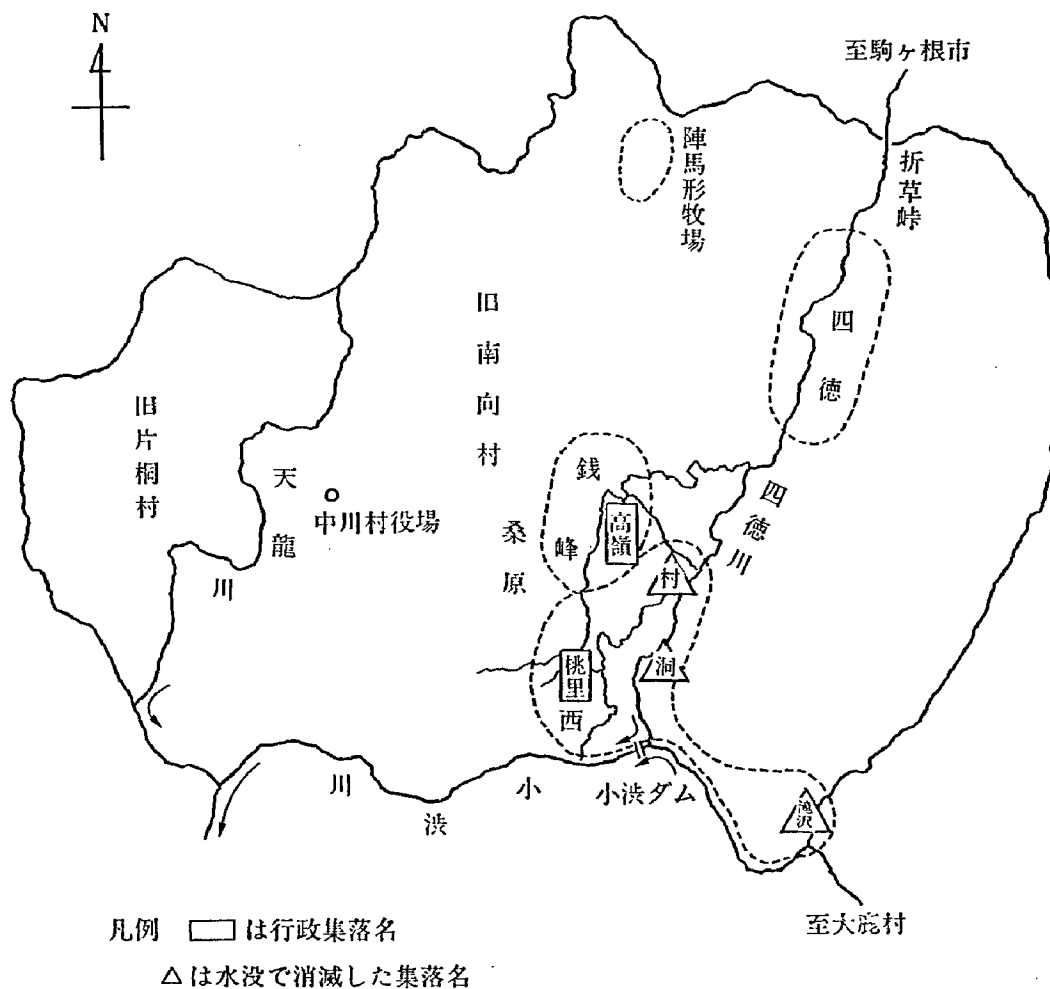 N
至駒ヶ根市
折草峠
陣馬形牧場
四徳
旧南向村
旧片桐村
天龍川
中川村役場
銭峰
高嶺
桑原
四徳川
村
洞
桃里
西
小渋ダム
小渋川
滝沢
至大鹿村
凡例 □は行政集落名
△は水没で消滅した集落名